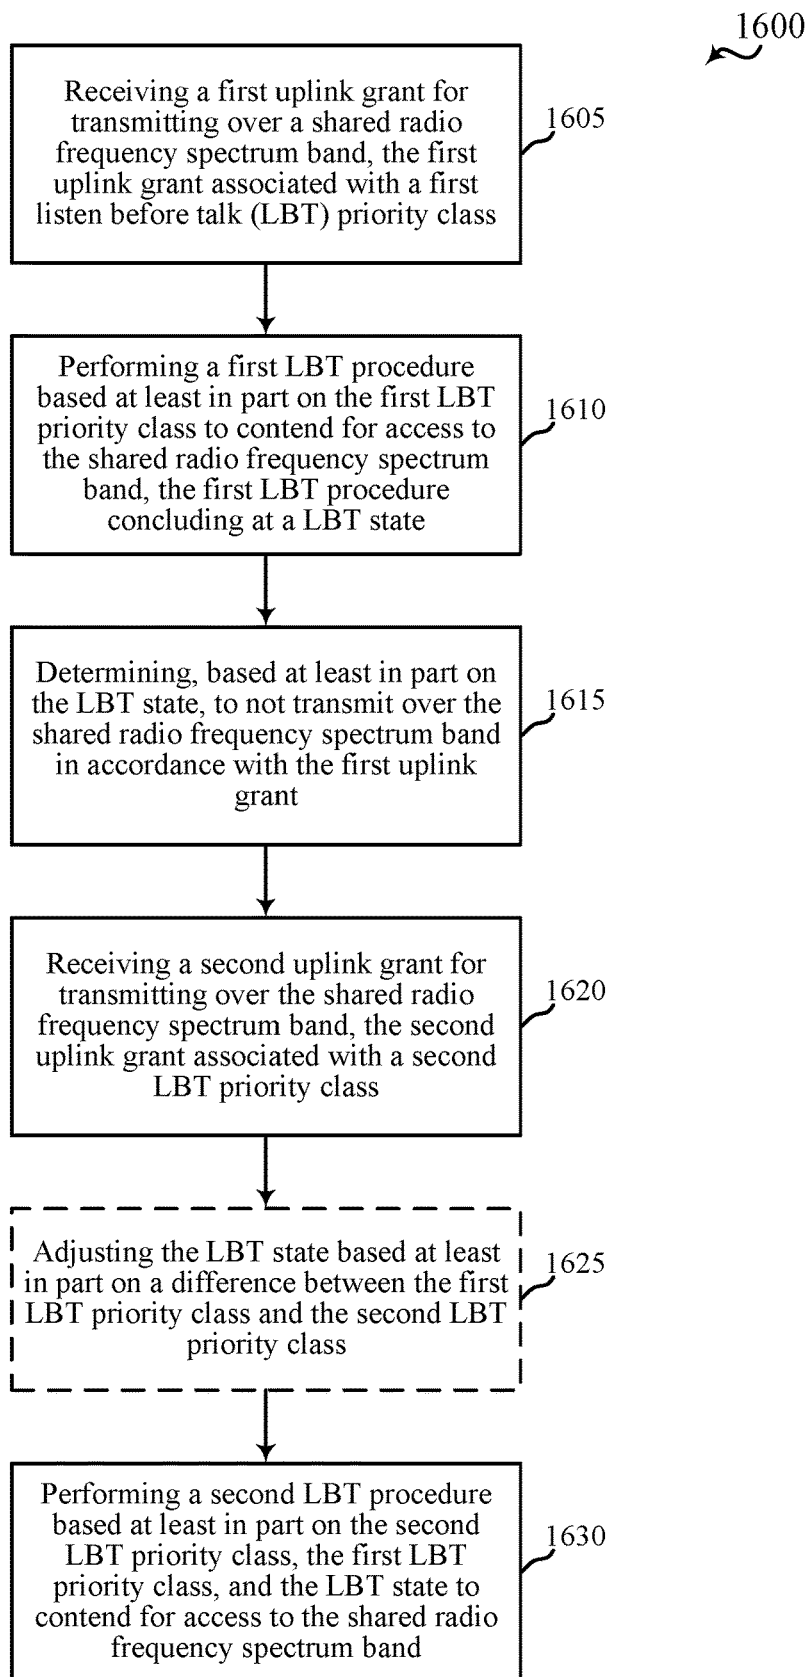 1600
Receiving a first uplink grant for
transmitting over a shared radio
frequency spectrum band, the first
uplink grant associated with a first
listen before talk (LBT) priority class
1605
Performing a first LBT procedure
based at least in part on the first LBT
priority class to contend for access to
the shared radio frequency spectrum
band, the first LBT procedure
concluding at a LBT state
1610
Determining, based at least in part on
the LBT state, to not transmit over the
shared radio frequency spectrum band
in accordance with the first uplink
grant
1615
Receiving a second uplink grant for
transmitting over the shared radio
frequency spectrum band, the second
uplink grant associated with a second
LBT priority class
1620
Adjusting the LBT state based at least
in part on a difference between the first
LBT priority class and the second LBT
priority class
1625
Performing a second LBT procedure
based at least in part on the second
LBT priority class, the first LBT
priority class, and the LBT state to
contend for access to the shared radio
frequency spectrum band
1630